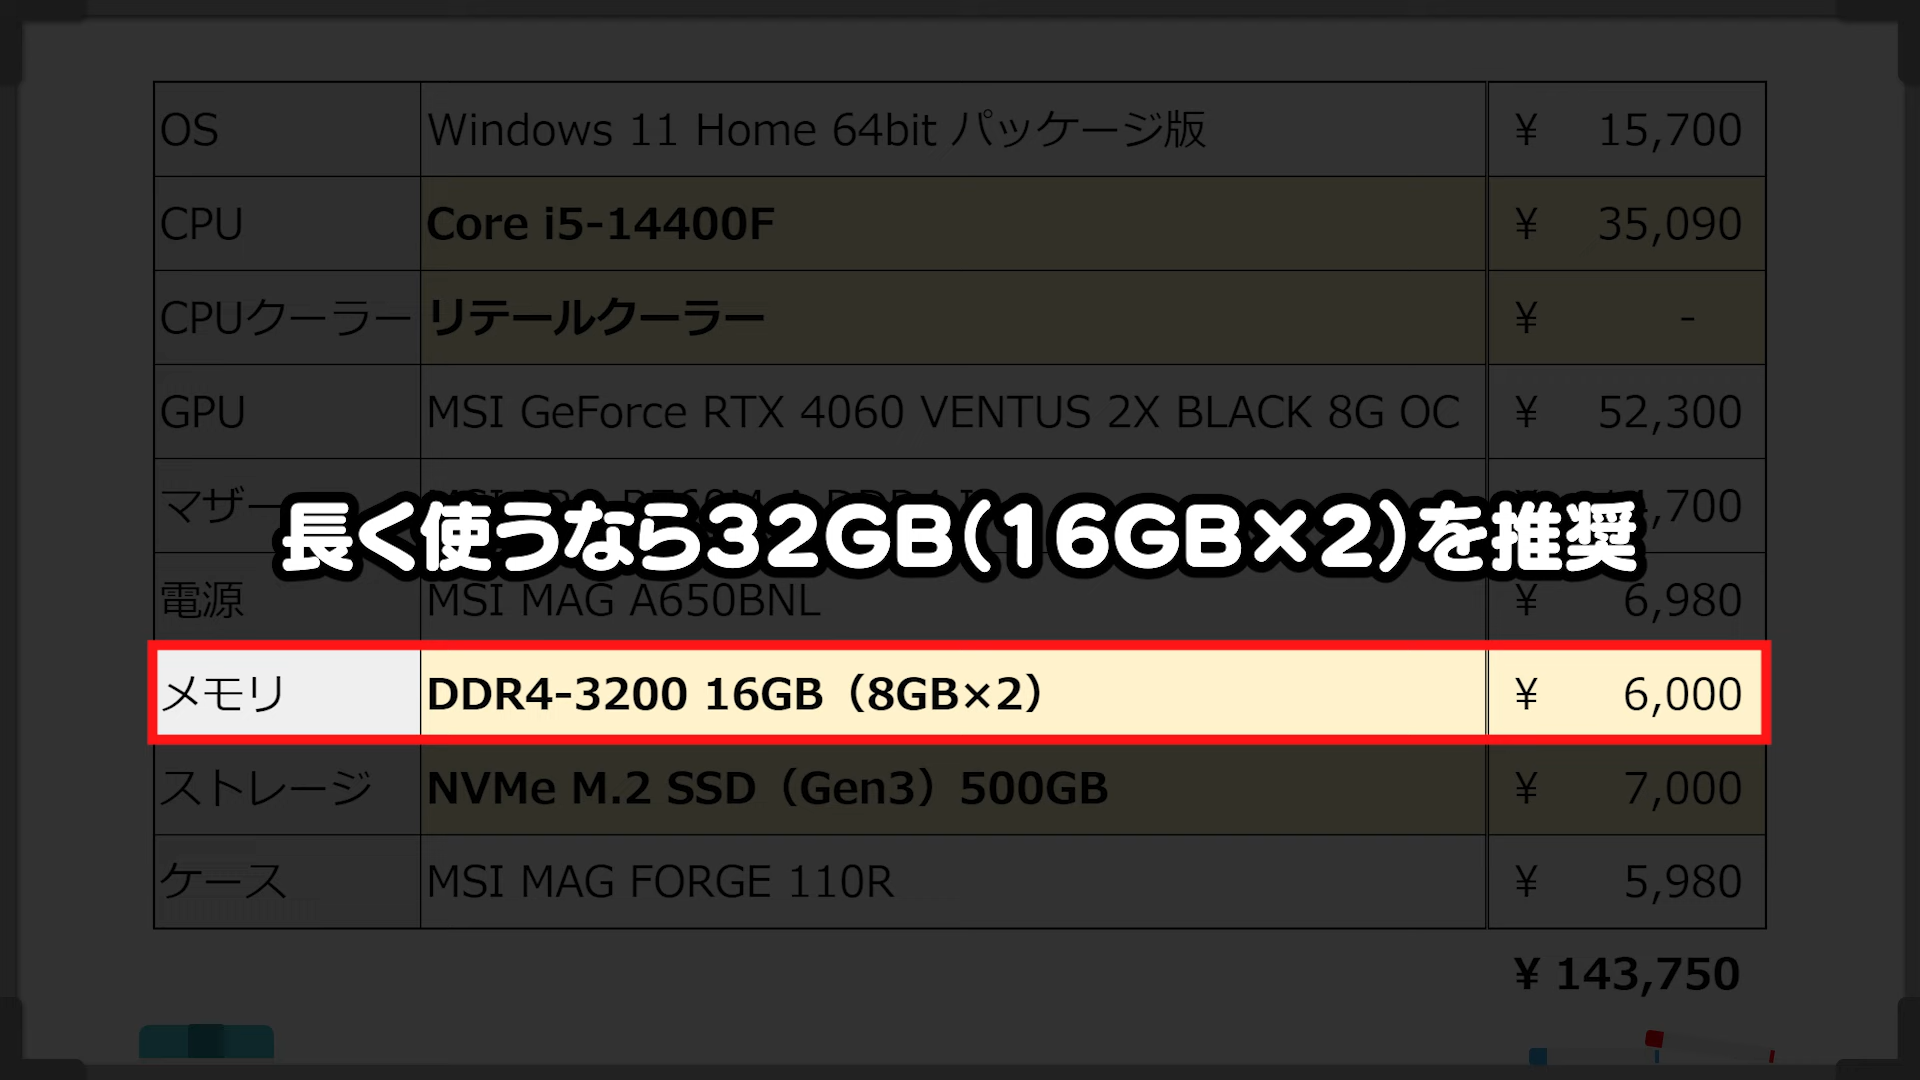 OS Windows 11 Home 64bit パッケージ版 ¥ 15,700
CPU Core i5-14400F ¥ 35,090
CPUクーラー リテールクーラー ¥ -
GPU MSI GeForce RTX 4060 VENTUS 2X BLACK 8G OC ¥ 52,300
マザー ,700
長く使うなら32GB(16GB×2)を推奨
電源 MSI MAG A650BNL ¥ 6,980
メモリ DDR4-3200 16GB（8GB×2） ¥ 6,000
ストレージ NVMe M.2 SSD（Gen3）500GB ¥ 7,000
ケース MSI MAG FORGE 110R ¥ 5,980
¥ 143,750